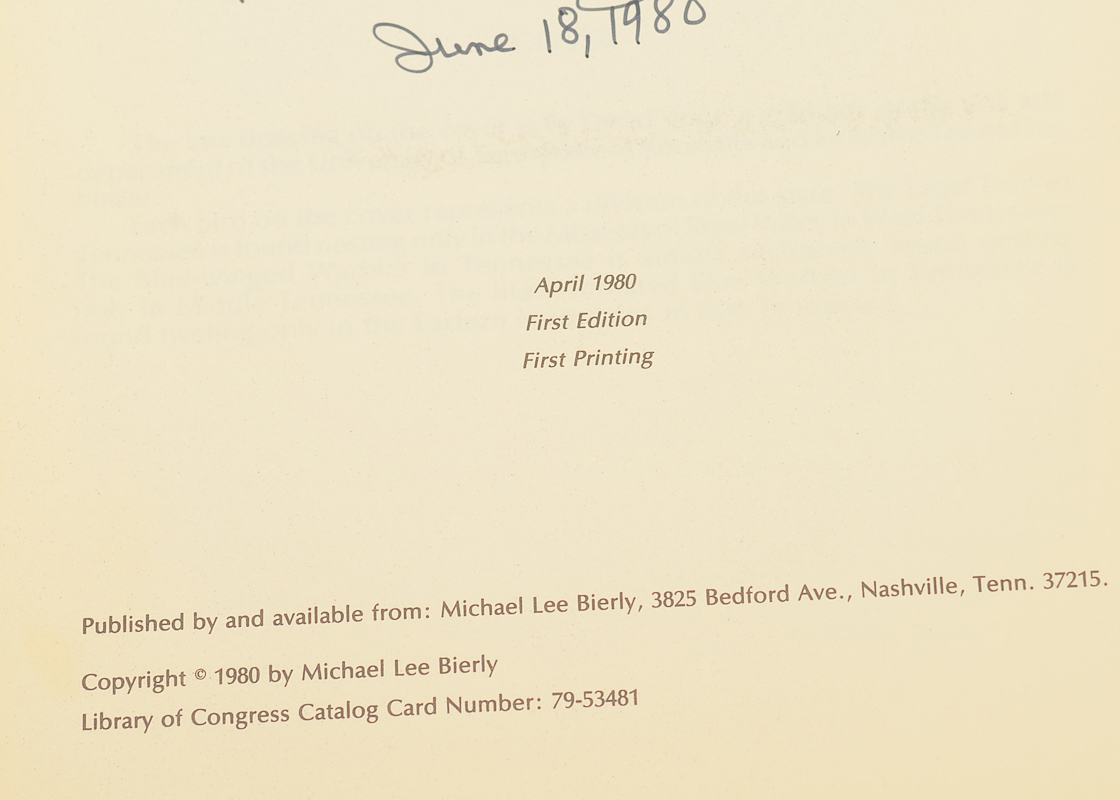 June 18, 1980
April 1980
First Edition
First Printing
Published by and available from: Michael Lee Bierly, 3825 Bedford Ave., Nashville, Tenn. 37215.
Copyright © 1980 by Michael Lee Bierly
Library of Congress Catalog Card Number: 79-53481